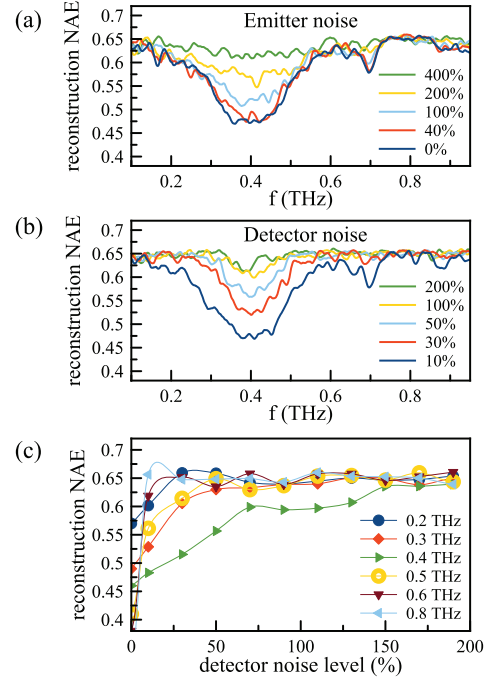 (a)
Emitter noise
reconstruction NAE
0.7
0.65
0.6
0.55
0.5
0.45
0.4
400%
200%
100%
40%
0%
0.2
0.4
0.6
0.8
f (THz)
(b)
Detector noise
reconstruction NAE
0.7
0.65
0.6
0.55
0.5
0.45
0.4
200%
100%
50%
30%
10%
0.2
0.4
0.6
0.8
f (THz)
(c)
reconstruction NAE
0.7
0.65
0.6
0.55
0.5
0.45
0.4
0.2 THz
0.3 THz
0.4 THz
0.5 THz
0.6 THz
0.8 THz
0
50
100
150
200
detector noise level (%)